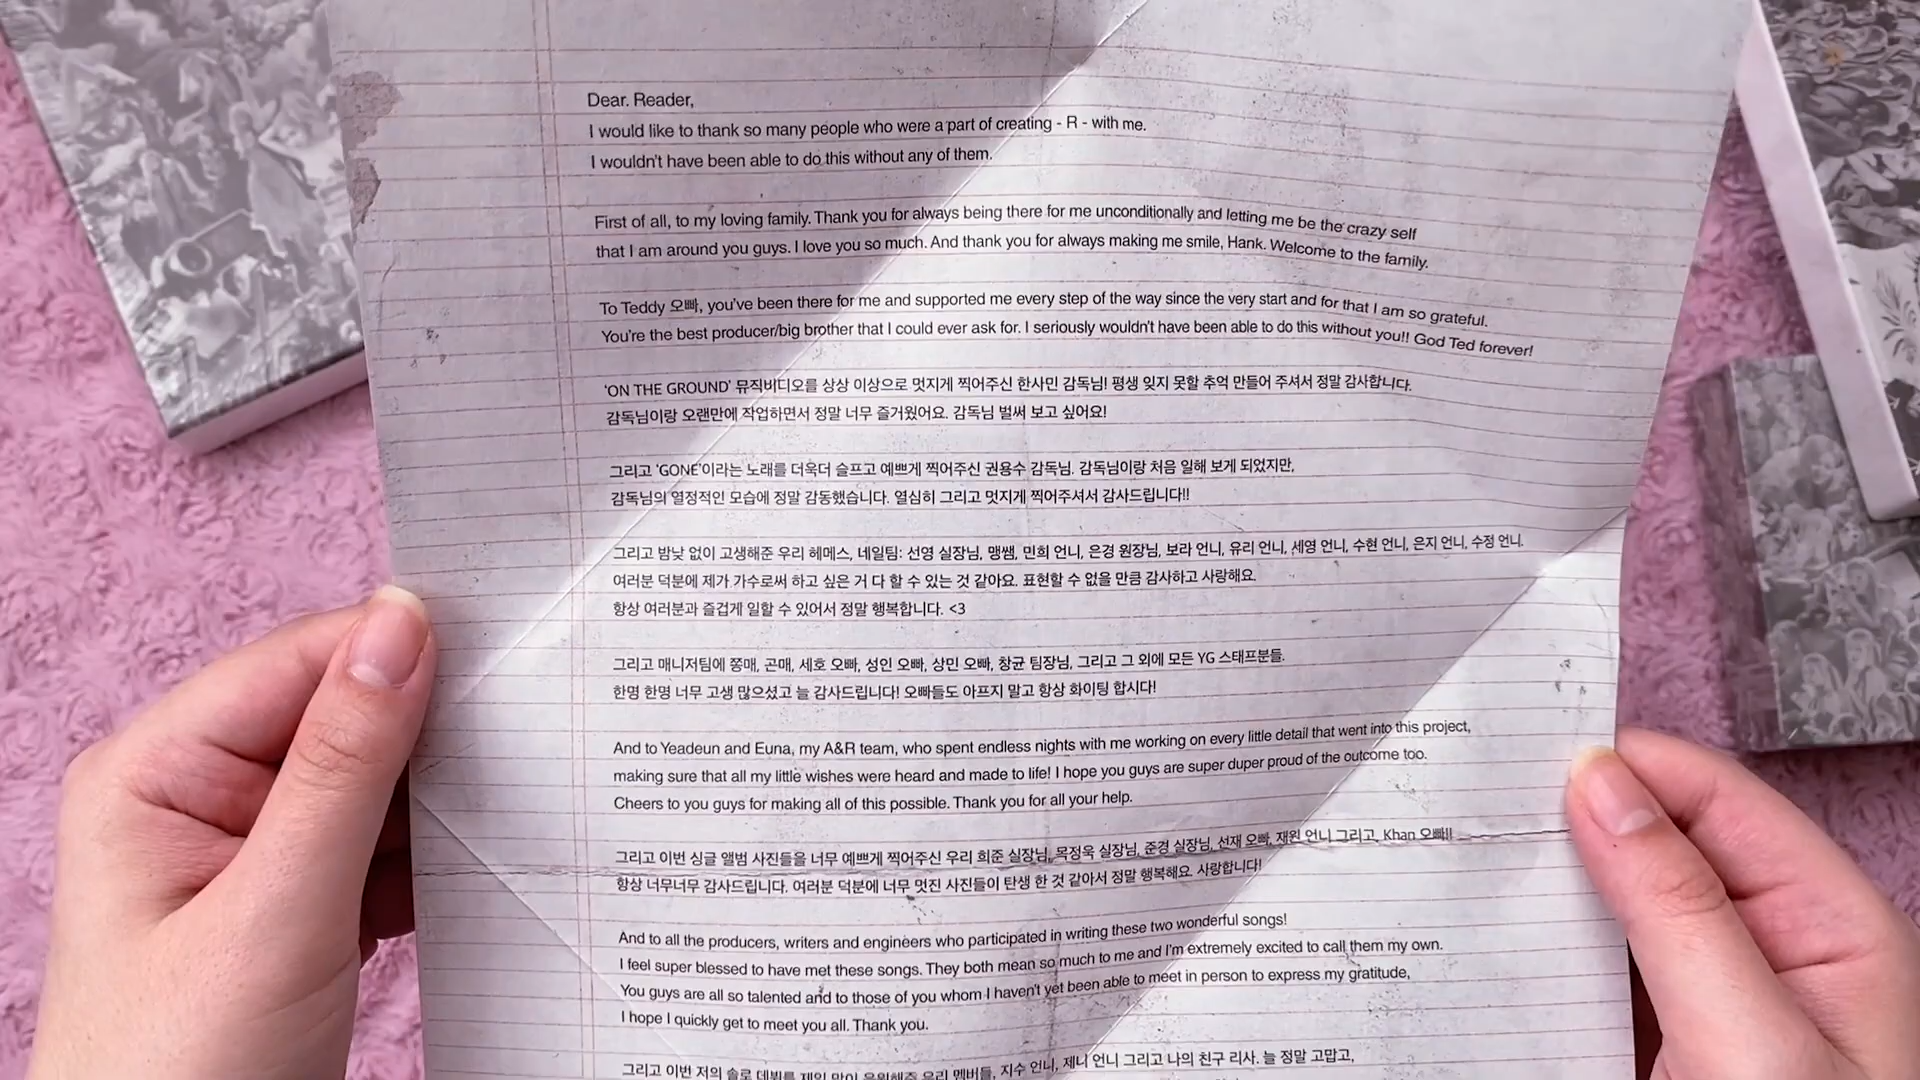 Dear. Reader,
I would like to thank so many people who were a part of creating - R - with me.
I wouldn't have been able to do this without any of them.
First of all, to my loving family. Thank you for always being there for me unconditionally and letting me be the crazy self
that I am around you guys. I love you so much. And thank you for always making me smile, Hank. Welcome to the family.
To Teddy 오빠, you've been there for me and supported me every step of the way since the very start and for that I am so grateful.
You're the best producer/big brother that I could ever ask for. I seriously wouldn't have been able to do this without you!! God Ted forever!
'ON THE GROUND' 뮤직비디오를 상상 이상으로 멋지게 찍어주신 한사민 감독님! 평생 잊지 못할 추억 만들어 주셔서 정말 감사합니다.
감독님이랑 오랜만에 작업하면서 정말 너무 즐거웠어요. 감독님 벌써 보고 싶어요!
그리고 'GONE'이라는 노래를 더욱더 슬프고 예쁘게 찍어주신 권용수 감독님. 감독님이랑 처음 일해 보게 되었지만,
감독님의 열정적인 모습에 정말 감동했습니다. 열심히 그리고 멋지게 찍어주셔서 감사드립니다!!
그리고 밤낮 없이 고생해준 우리 헤메스, 네일팀: 선영 실장님, 맹쌤, 민희 언니, 은경 원장님, 보라 언니, 유리 언니, 세영 언니, 수현 언니, 은지 언니, 수정 언니.
여러분 덕분에 제가 가수로써 하고 싶은 거 다 할 수 있는 것 같아요. 표현할 수 없을 만큼 감사하고 사랑해요.
항상 여러분과 즐겁게 일할 수 있어서 정말 행복합니다. <3
그리고 매니저팀에 쫑매, 곤매, 세호 오빠, 성인 오빠, 상민 오빠, 창균 팀장님, 그리고 그 외에 모든 YG 스태프분들.
한명 한명 너무 고생 많으셨고 늘 감사드립니다! 오빠들도 아프지 말고 항상 화이팅 합시다!
And to Yeadeun and Euna, my A&R team, who spent endless nights with me working on every little detail that went into this project,
making sure that all my little wishes were heard and made to life! I hope you guys are super duper proud of the outcome too.
Cheers to you guys for making all of this possible. Thank you for all your help.
그리고 이번 싱글 앨범 사진들을 너무 예쁘게 찍어주신 우리 희준 실장님, 목정욱 실장님, 준경 실장님, 선재 오빠, 재원 언니 그리고, Khan 오빠!!
항상 너무너무 감사드립니다. 여러분 덕분에 너무 멋진 사진들이 탄생 한 것 같아서 정말 행복해요. 사랑합니다!
And to all the producers, writers and engineers who participated in writing these two wonderful songs!
I feel super blessed to have met these songs. They both mean so much to me and I'm extremely excited to call them my own.
You guys are all so talented and to those of you whom I haven't yet been able to meet in person to express my gratitude,
I hope I quickly get to meet you all. Thank you.
그리고 이번 저의 솔로 데뷔를 제일 많이 응원해준 우리 멤버들, 지수 언니, 제니 언니 그리고 나의 친구 리사. 늘 정말 고맙고,